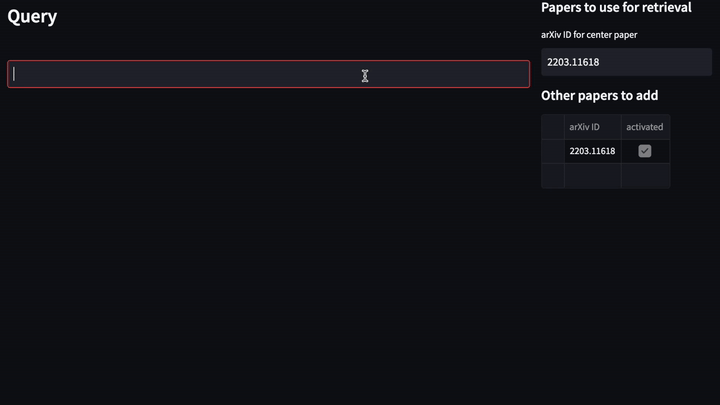 Query
Papers to use for retrieval
arXiv ID for center paper
2203.11618
Other papers to add
arXiv ID activated
2203.11618